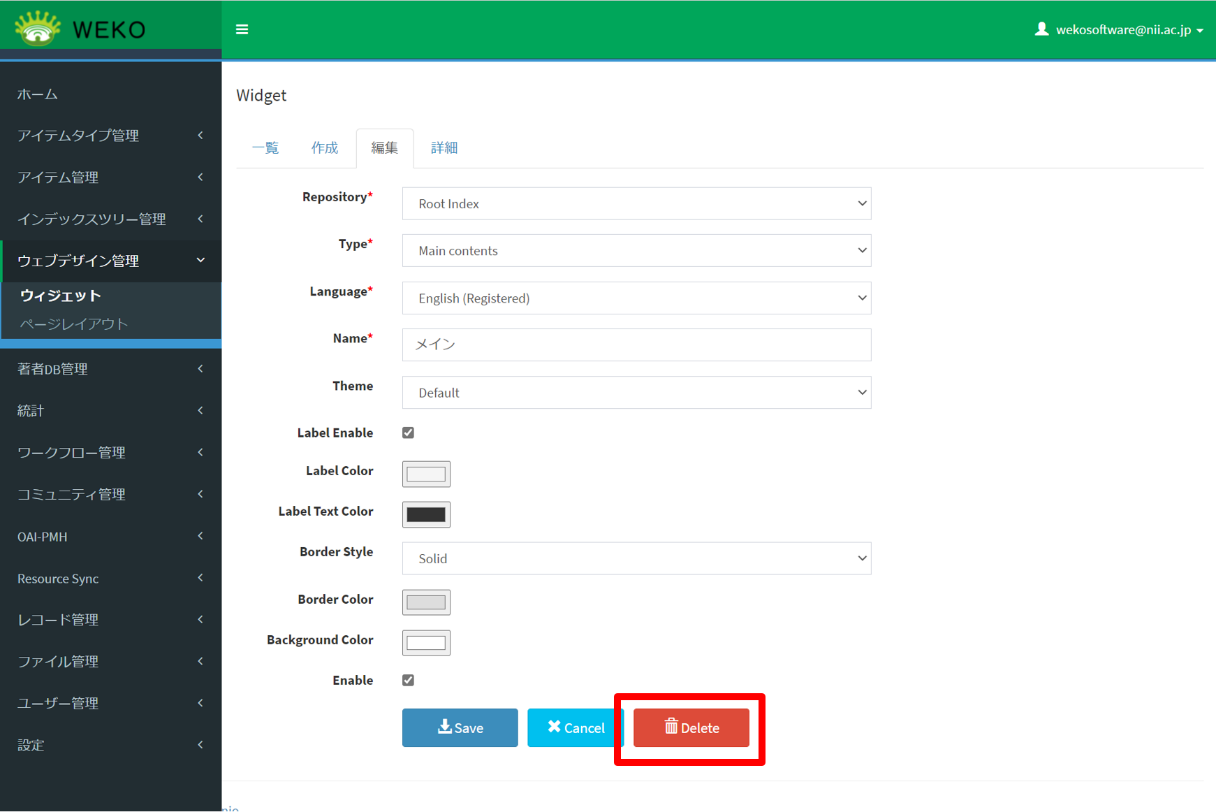 WEKO
wekosoftware@nii.ac.jp
ホーム
アイテムタイプ管理
アイテム管理
インデックスツリー管理
ウェブデザイン管理
ウィジェット
ページレイアウト
著者DB管理
統計
ワークフロー管理
コミュニティ管理
OAI-PMH
Resource Sync
レコード管理
ファイル管理
ユーザー管理
設定
Widget
一覧 作成 編集 詳細
Repository* Root Index
Type* Main contents
Language* English (Registered)
Name* メイン
Theme Default
Label Enable
Label Color
Label Text Color
Border Style Solid
Border Color
Background Color
Enable
Save Cancel Delete